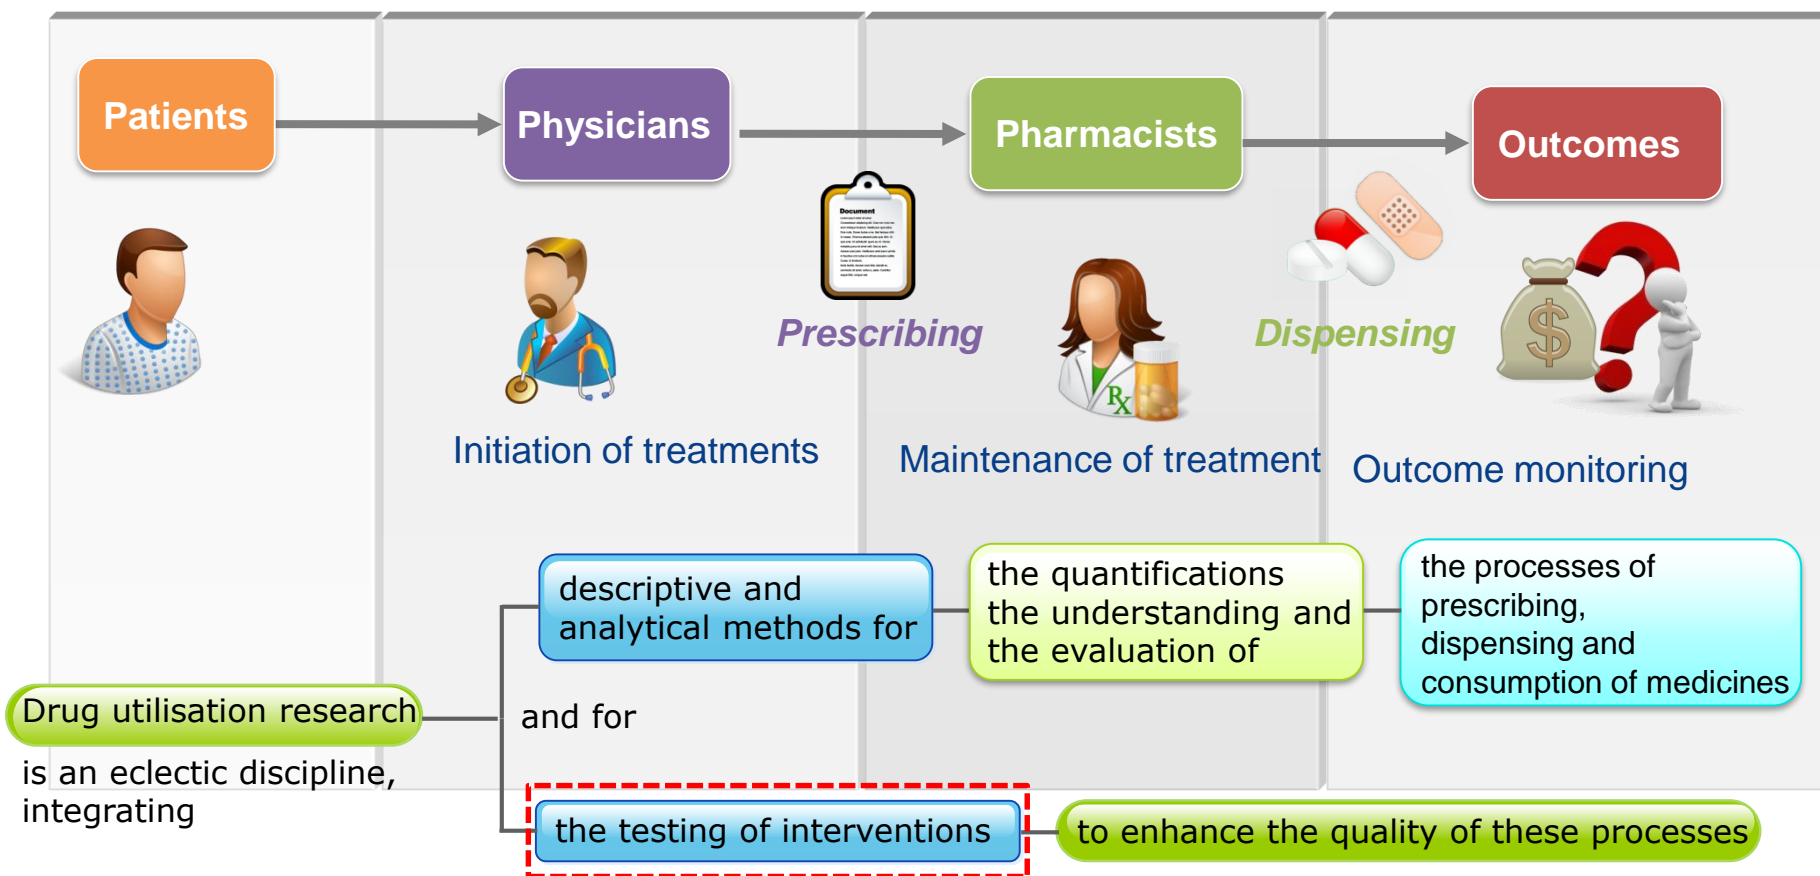 Patients
Physicians
Pharmacists
Outcomes
Document
Prescribing
Dispensing
$
RX
Initiation of treatments
Maintenance of treatment
Outcome monitoring
descriptive and
analytical methods for
the quantifications
the understanding and
the evaluation of
the processes of
prescribing,
dispensing and
consumption of medicines
Drug utilisation research
and for
is an eclectic discipline,
integrating
the testing of interventions
to enhance the quality of these processes